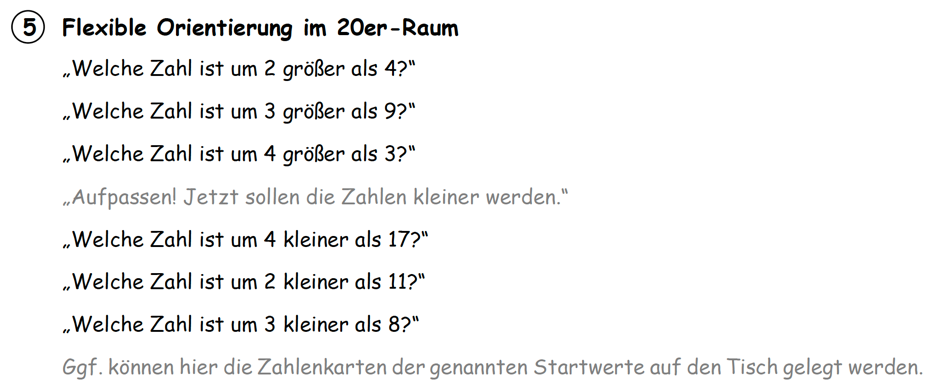 5 Flexible Orientierung im 20er-Raum
„Welche Zahl ist um 2 größer als 4?“
„Welche Zahl ist um 3 größer als 9?“
„Welche Zahl ist um 4 größer als 3?“
„Aufpassen! Jetzt sollen die Zahlen kleiner werden.“
„Welche Zahl ist um 4 kleiner als 17?“
„Welche Zahl ist um 2 kleiner als 11?“
„Welche Zahl ist um 3 kleiner als 8?“
Ggf. können hier die Zahlenkarten der genannten Startwerte auf den Tisch gelegt werden.